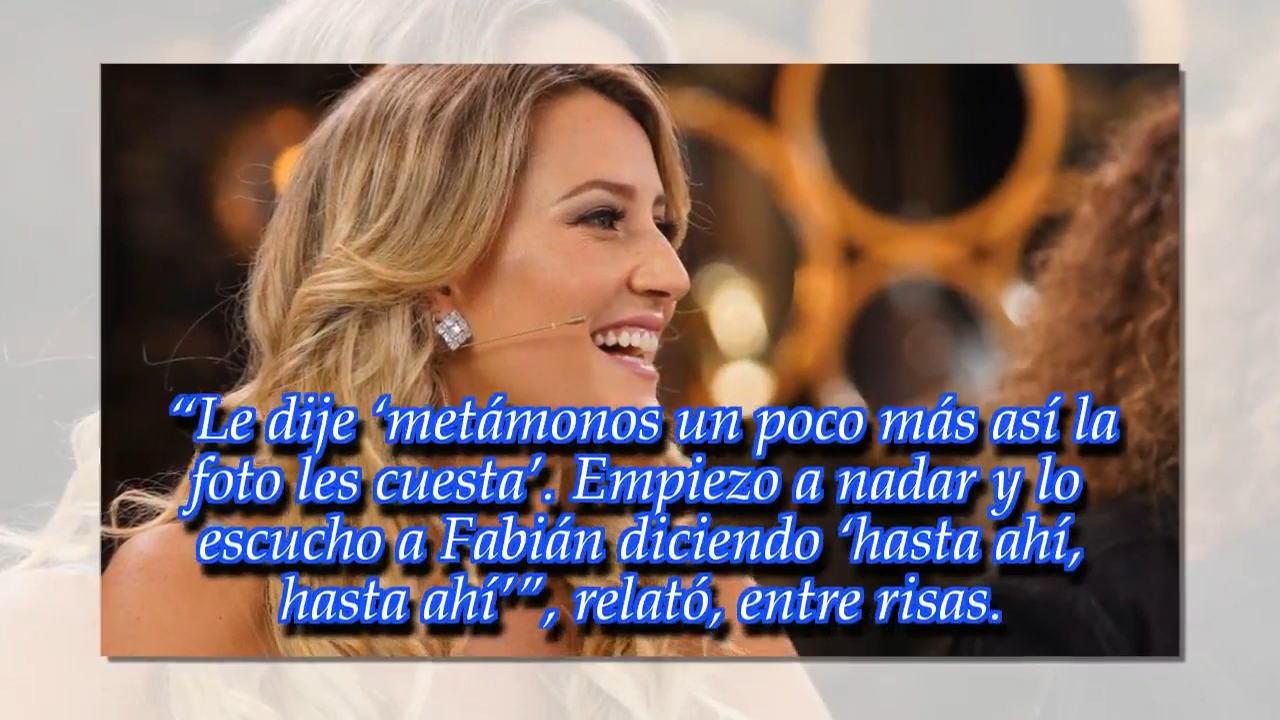 “Le dije ‘metámonos un poco más así la
foto les cuesta’. Empiezo a nadar y lo
escucho a Fabián diciendo ‘hasta ahí,
hasta ahí’”, relató, entre risas.